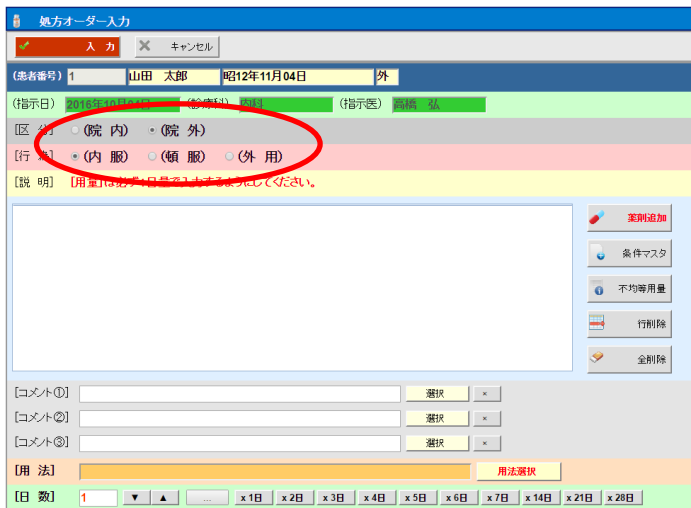 処方オーダー入力
入 力 キャンセル
(患者番号) 1 山田 太郎 昭12年11月04日 外
(指示日) 2016年10月04日 (診療科) 内科 (指示医) 高橋 弘
[区 分] (院 内) (院 外)
[行 為] (内 服) (頓 服) (外 用)
[説 明] [用量]は必ず1日量で入力するようにしてください。
薬剤追加
条件マスタ
不均等用量
行削除
全削除
[コメント①] 選択 ×
[コメント②] 選択 ×
[コメント③] 選択 ×
[用 法] 用法選択
[日 数] 1 ▼ ▲ ... x 1日 x 2日 x 3日 x 4日 x 5日 x 6日 x 7日 x 14日 x 21日 x 28日